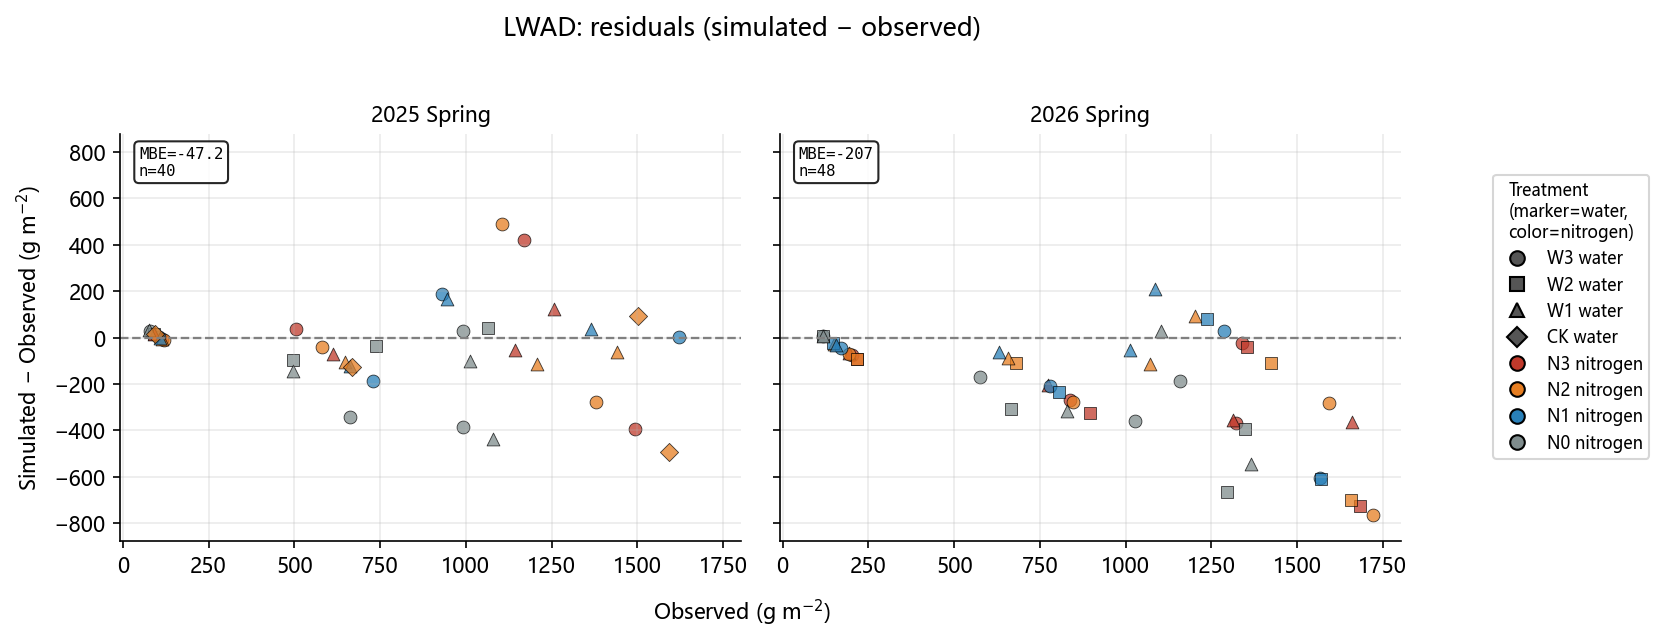 LWAD: residuals (simulated − observed)
2025 Spring
2026 Spring
MBE=-47.2
n=40
MBE=-207
n=48
800
600
400
200
0
−200
−400
−600
−800
Simulated − Observed (g m−2)
0 250 500 750 1000 1250 1500 1750
0 250 500 750 1000 1250 1500 1750
Observed (g m−2)
Treatment
(marker=water,
color=nitrogen)
W3 water
W2 water
W1 water
CK water
N3 nitrogen
N2 nitrogen
N1 nitrogen
N0 nitrogen